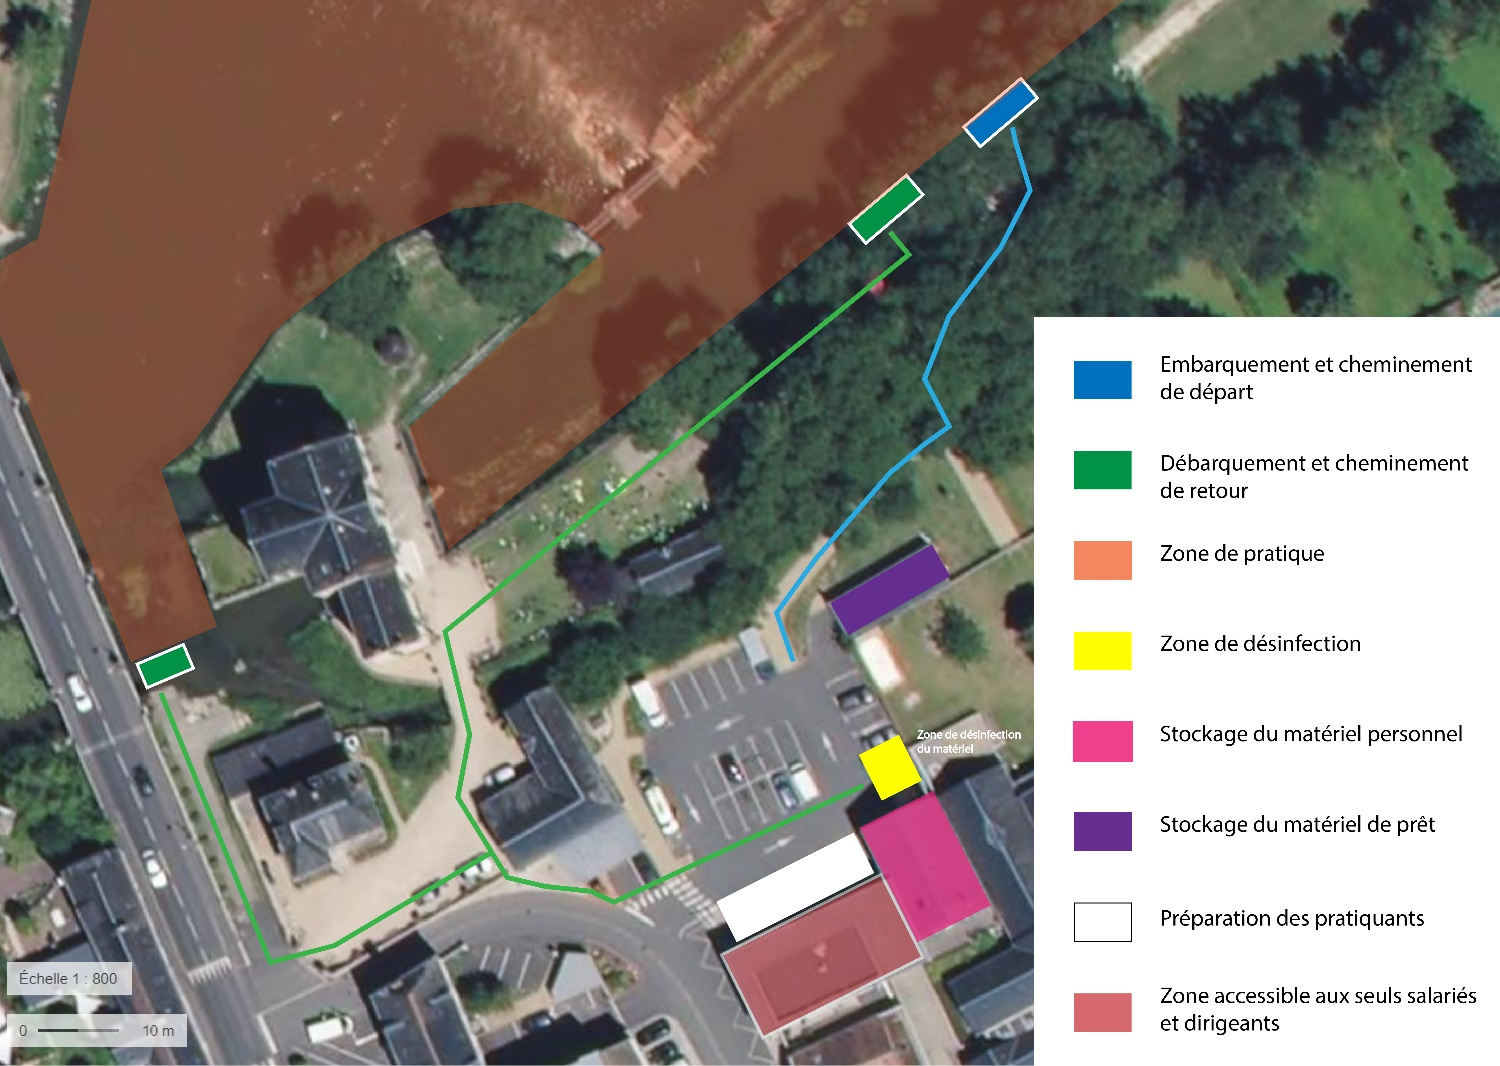 Zone de désinfection
du matériel
Embarquement et cheminement
de départ
Débarquement et cheminement
de retour
Zone de pratique
Zone de désinfection
Stockage du matériel personnel
Stockage du matériel de prêt
Préparation des pratiquants
Zone accessible aux seuls salariés
et dirigeants
Échelle 1 : 800
0 10 m